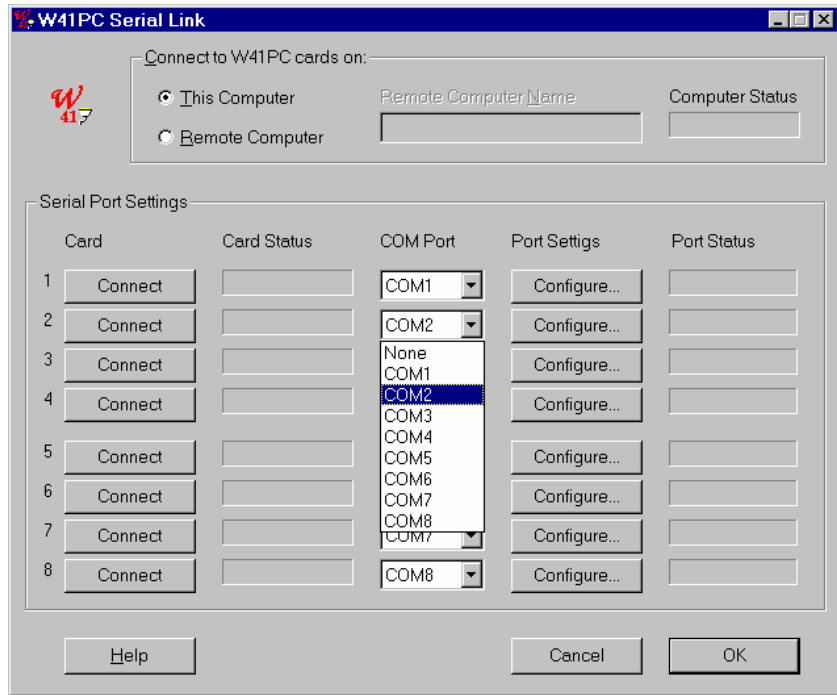 W41PC Serial Link
Connect to W41PC cards on:
W
41
This Computer
Remote Computer Name
Computer Status
Remote Computer
Serial Port Settings
Card Card Status COM Port Port Settigs Port Status
1 Connect COM1 Configure...
2 Connect COM2 Configure...
None
3 Connect Configure...
COM1
COM2
4 Connect Configure...
COM3
COM4
5 Connect COM5 Configure...
COM6
6 Connect Configure...
COM7
COM8
7 Connect COM7 Configure...
8 Connect COM8 Configure...
Help Cancel OK